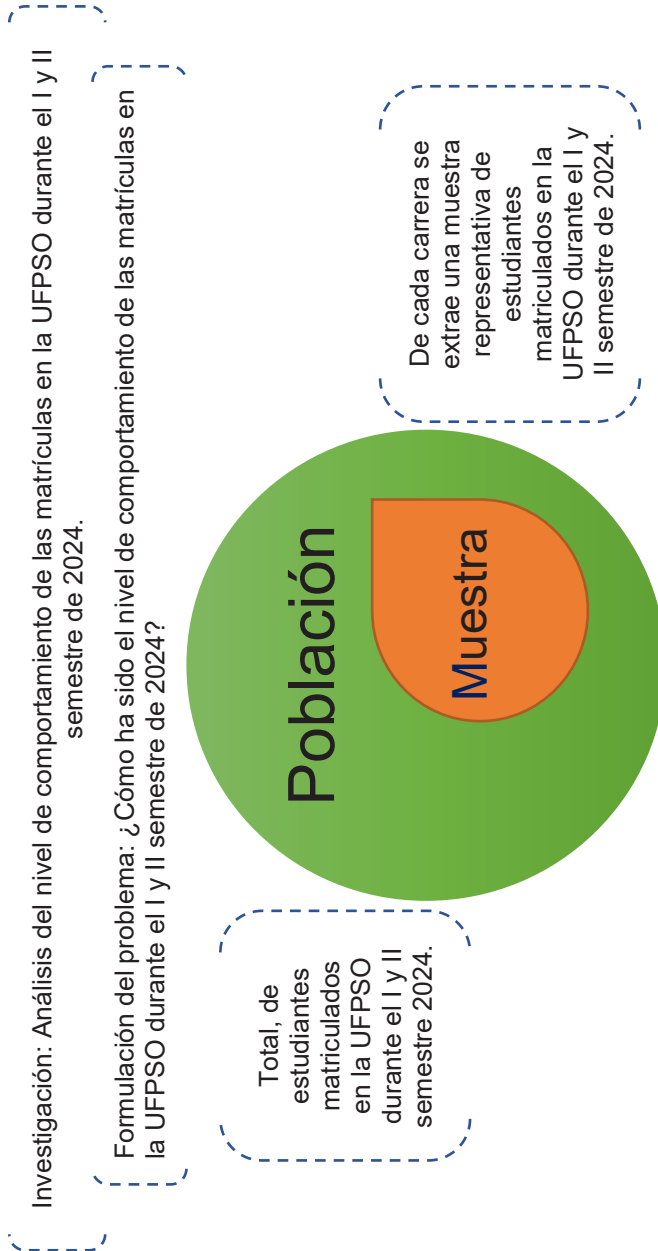 Investigación: Análisis del nivel de comportamiento de las matrículas en la UFPSO durante el I y II
semestre de 2024.
Formulación del problema: ¿Cómo ha sido el nivel de comportamiento de las matrículas en
la UFPSO durante el I y II semestre de 2024?
Total, de
estudiantes
matriculados
en la UFPSO
durante el I y II
semestre 2024.
Población
Muestra
De cada carrera se
extrae una muestra
representativa de
estudiantes
matriculados en la
UFPSO durante el I y
II semestre de 2024.